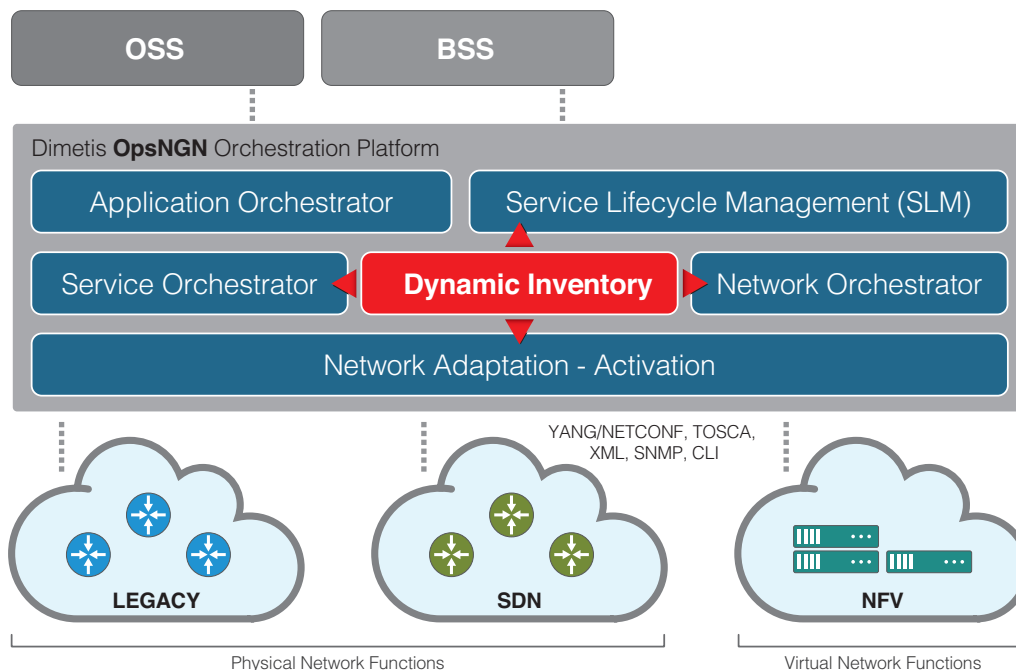 OSS
BSS
Dimetis OpsNGN Orchestration Platform
Application Orchestrator
Service Lifecycle Management (SLM)
Service Orchestrator
Dynamic Inventory
Network Orchestrator
Network Adaptation - Activation
YANG/NETCONF, TOSCA,
XML, SNMP, CLI
LEGACY
SDN
NFV
Physical Network Functions
Virtual Network Functions